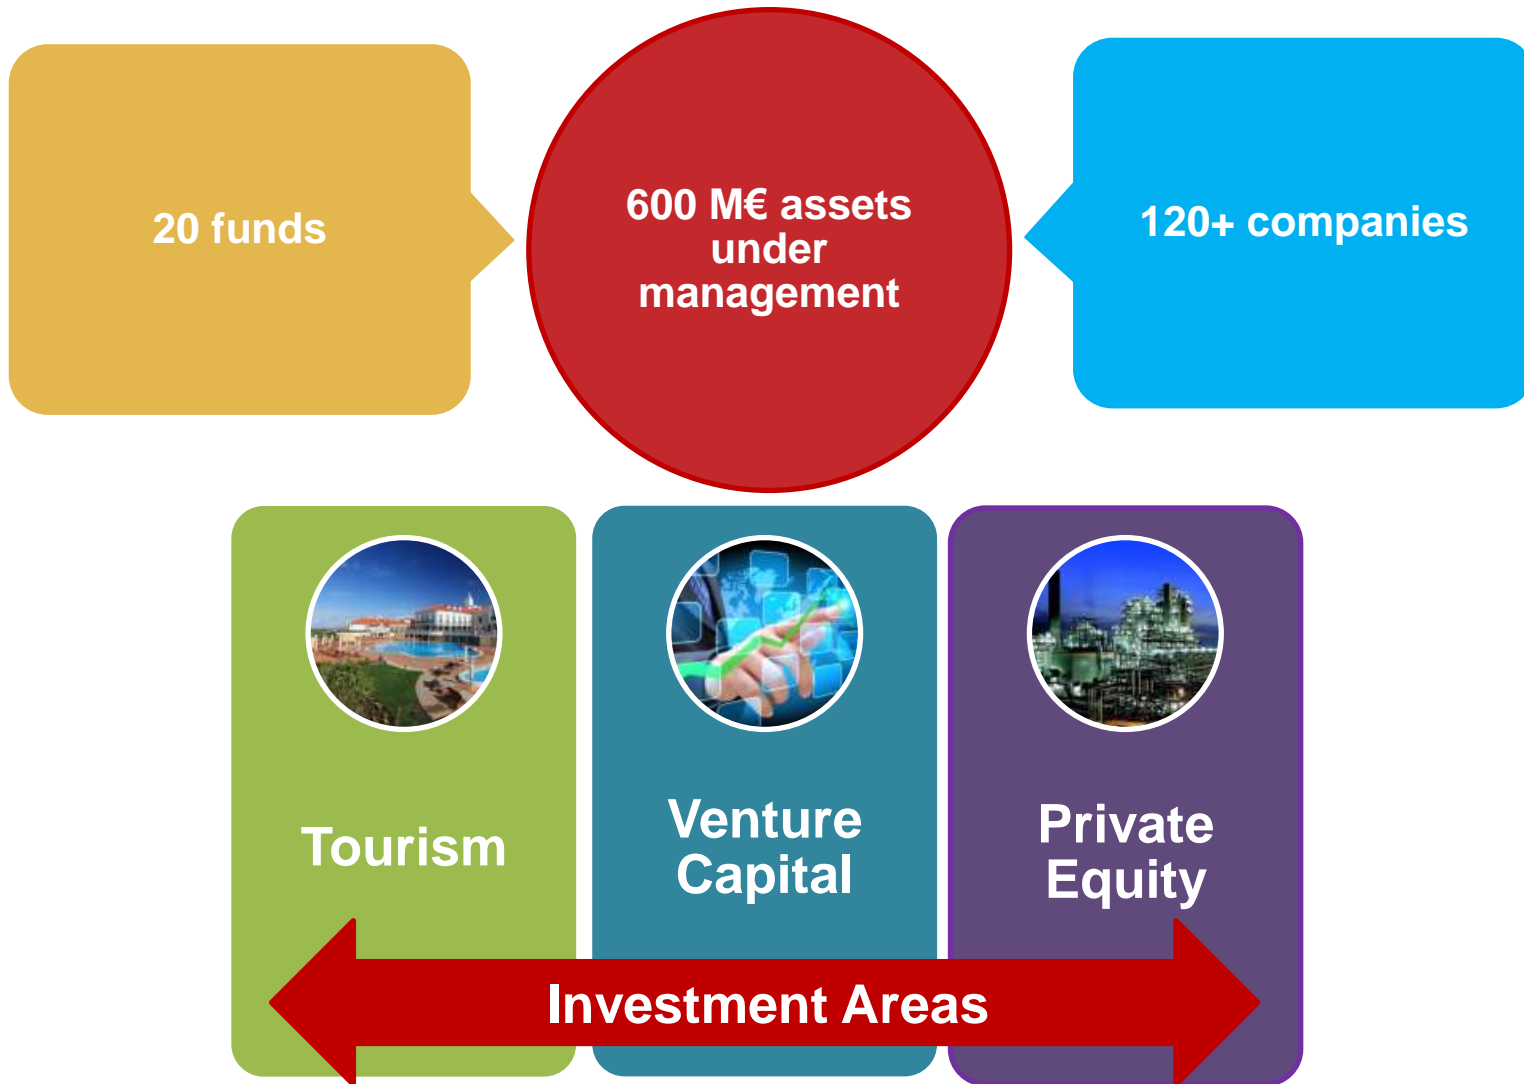 20 funds
600 M€ assets
under
management
120+ companies
Tourism
Venture
Capital
Private
Equity
Investment Areas